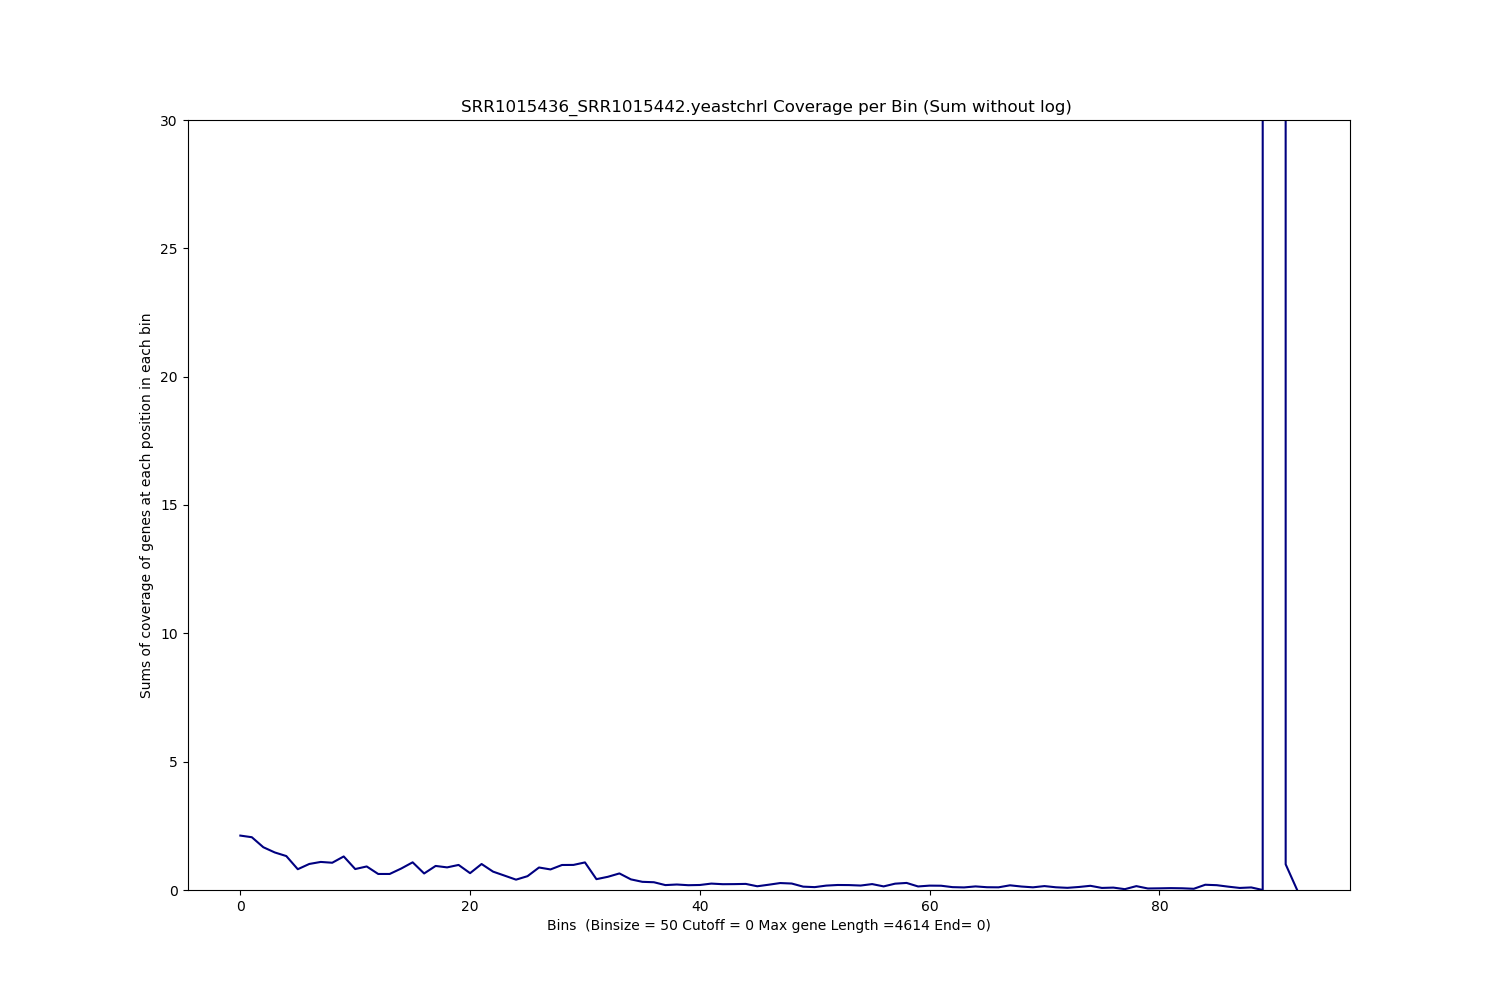 SRR1015436_SRR1015442.yeastchrI Coverage per Bin (Sum without log)
30
25
20
15
10
5
0
Sums of coverage of genes at each position in each bin
0 20 40 60 80
Bins  (Binsize = 50 Cutoff = 0 Max gene Length =4614 End= 0)